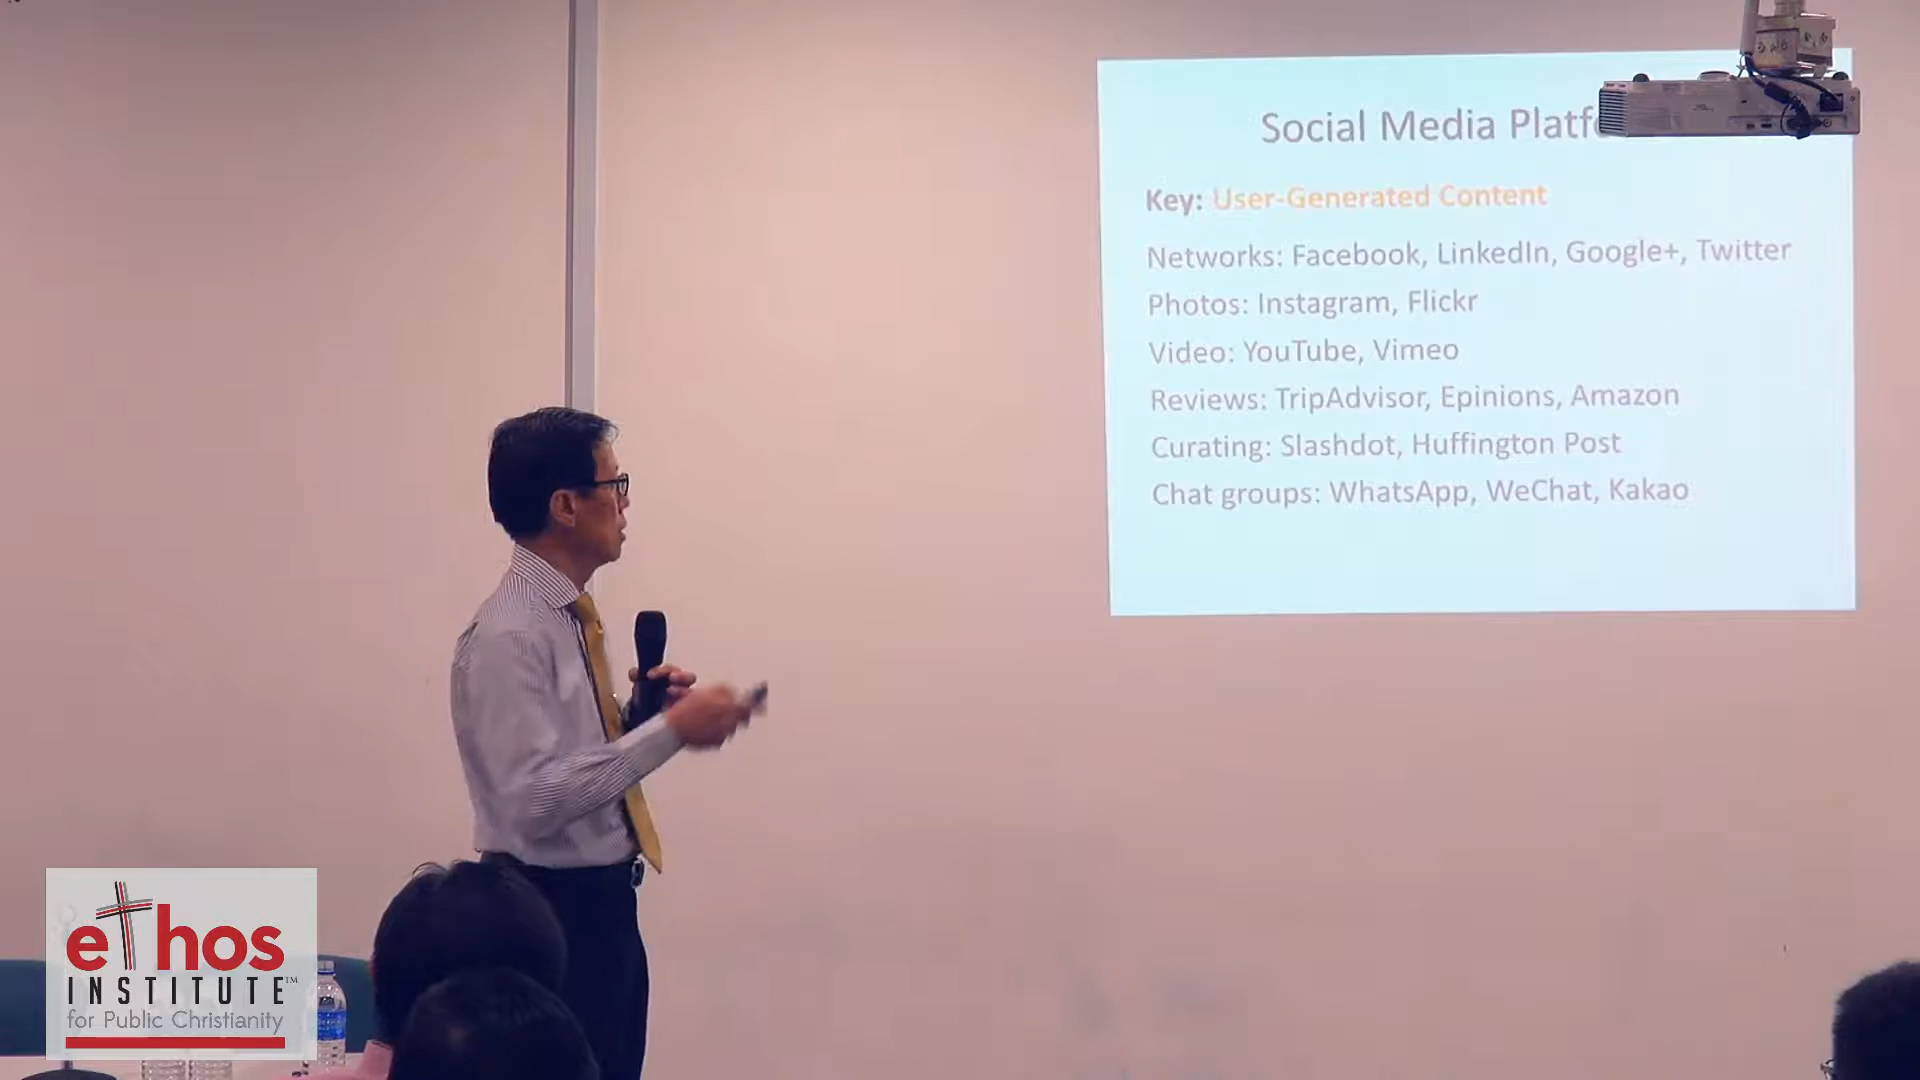 Social Media Platf
Key: User-Generated Content
Networks: Facebook, LinkedIn, Google+, Twitter
Photos: Instagram, Flickr
Video: YouTube, Vimeo
Reviews: TripAdvisor, Epinions, Amazon
Curating: Slashdot, Huffington Post
Chat groups: WhatsApp, WeChat, Kakao
ethos
INSTITUTE™
for Public Christianity